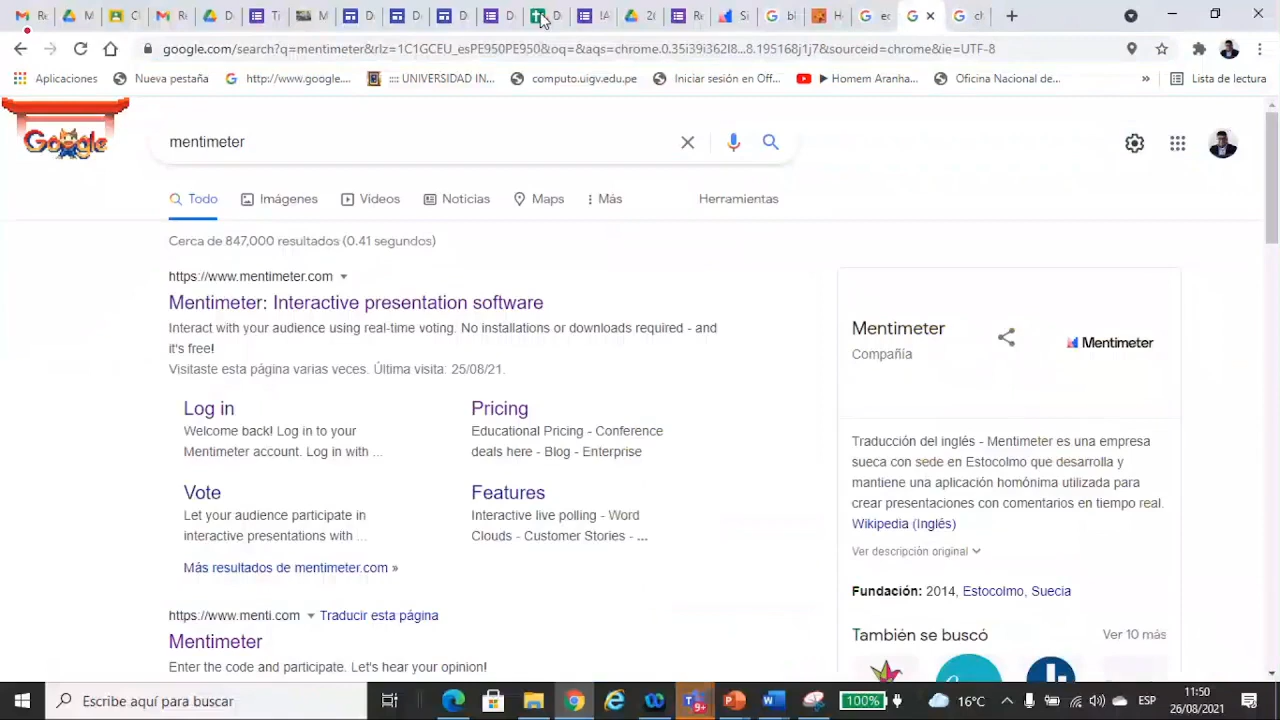 google.com/search?q=mentimeter&rlz=1C1GCEU_esPE950PE950&oq=&aqs=chrome.0.35i39i362l8...8.195168j1j7&sourceid=chrome&ie=UTF-8
Aplicaciones
Nueva pestaña
http://www.google....
:::: UNIVERSIDAD IN...
computo.uigv.edu.pe
Iniciar sesión en Off...
▶ Homem Aranha...
Oficina Nacional de...
»
Lista de lectura
Google
mentimeter
Todo
Imágenes
Videos
Noticias
Maps
Más
Herramientas
Cerca de 847,000 resultados (0.41 segundos)
https://www.mentimeter.com
Mentimeter: Interactive presentation software
Interact with your audience using real-time voting. No installations or downloads required - and
it's free!
Visitaste esta página varias veces. Última visita: 25/08/21.
Log in
Welcome back! Log in to your
Mentimeter account. Log in with ...
Pricing
Educational Pricing - Conference
deals here - Blog - Enterprise
Vote
Let your audience participate in
interactive presentations with ...
Features
Interactive live polling - Word
Clouds - Customer Stories - ...
Más resultados de mentimeter.com »
https://www.menti.com
Traducir esta página
Mentimeter
Enter the code and participate. Let's hear your opinion!
Mentimeter
Compañía
Mentimeter
Traducción del inglés - Mentimeter es una empresa
sueca con sede en Estocolmo que desarrolla y
mantiene una aplicación homónima utilizada para
crear presentaciones con comentarios en tiempo real.
Wikipedia (Inglés)
Ver descripción original
Fundación: 2014, Estocolmo, Suecia
También se buscó
Ver 10 más
Escribe aquí para buscar
9+
100%
16°C
ESP
11:50
26/08/2021